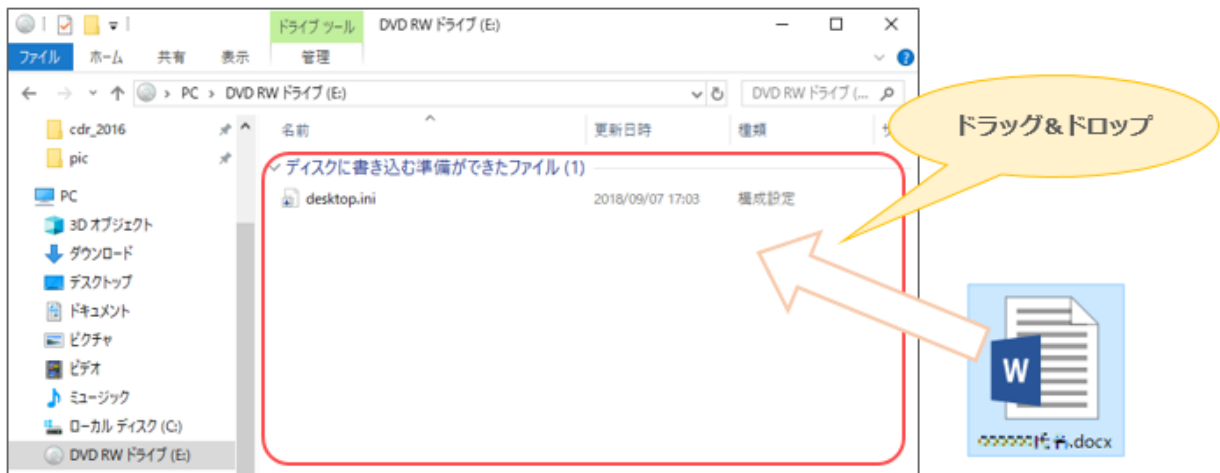 ドライブ ツール DVD RW ドライブ (E:)
ファイル ホーム 共有 表示 管理
PC › DVD RW ドライブ (E:) DVD RW ドライブ (...
cdr_2016
pic
PC
3D オブジェクト
ダウンロード
デスクトップ
ドキュメント
ピクチャ
ビデオ
ミュージック
ローカル ディスク (C:)
DVD RW ドライブ (E:)
名前 更新日時 種類
ディスクに書き込む準備ができたファイル (1)
desktop.ini 2018/09/07 17:03 構成設定
ドラッグ&ドロップ
W
.docx